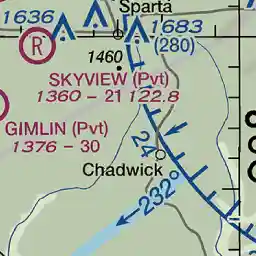 Sparta
1636
1683
(280)
R
1460
SKYVIEW (Pvt)
1360 - 21 122.8
GIMLIN (Pvt)
1376 - 30
24
Chadwick
232°